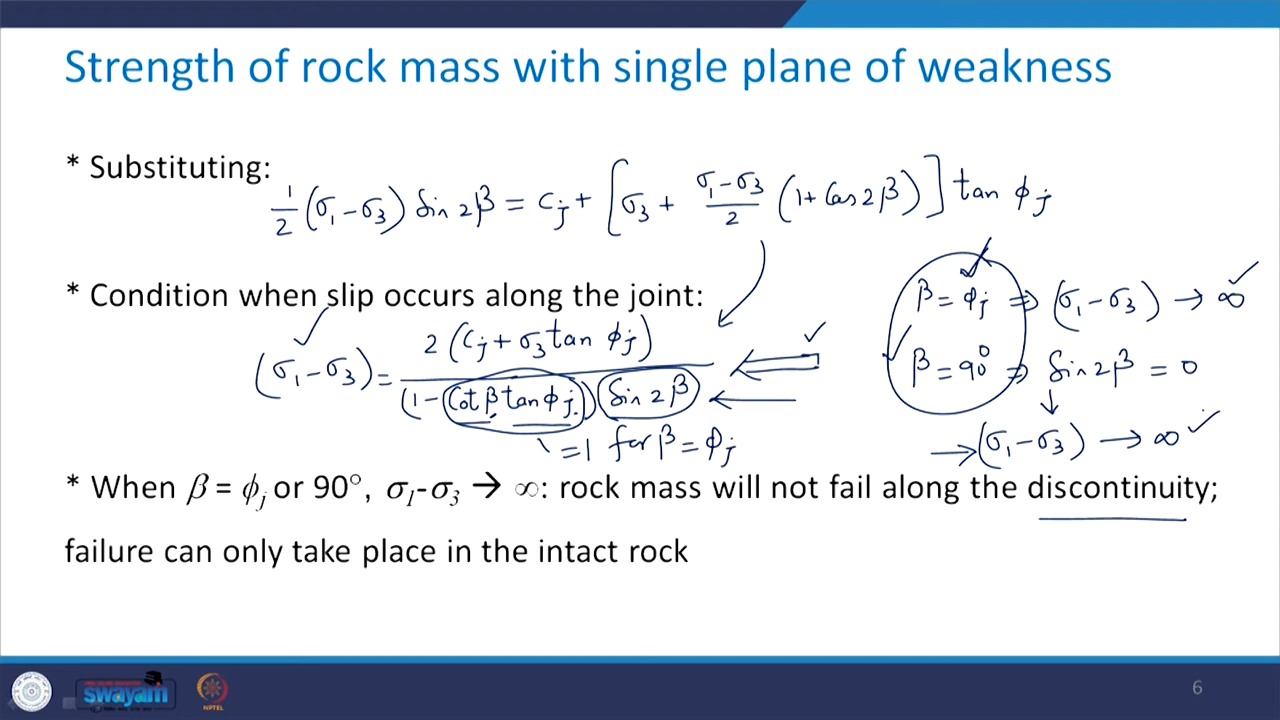 Strength of rock mass with single plane of weakness
* Substituting:
1/2 (σ1 - σ3) Sin 2β = Cj + [σ3 + (σ1 - σ3)/2 (1 + Cos 2β)] tan ϕj
* Condition when slip occurs along the joint:
(σ1 - σ3) = 2 (Cj + σ3 tan ϕj) / (1 - Cot β tan ϕj) (Sin 2β)
= 1 for β = ϕj
β = ϕj ⇒ (σ1 - σ3) → ∞
β = 90° ⇒ Sin 2β = 0
→ (σ1 - σ3) → ∞
* When β = ϕj or 90°, σ1-σ3 → ∞: rock mass will not fail along the discontinuity;
failure can only take place in the intact rock
swayam
NPTEL
6